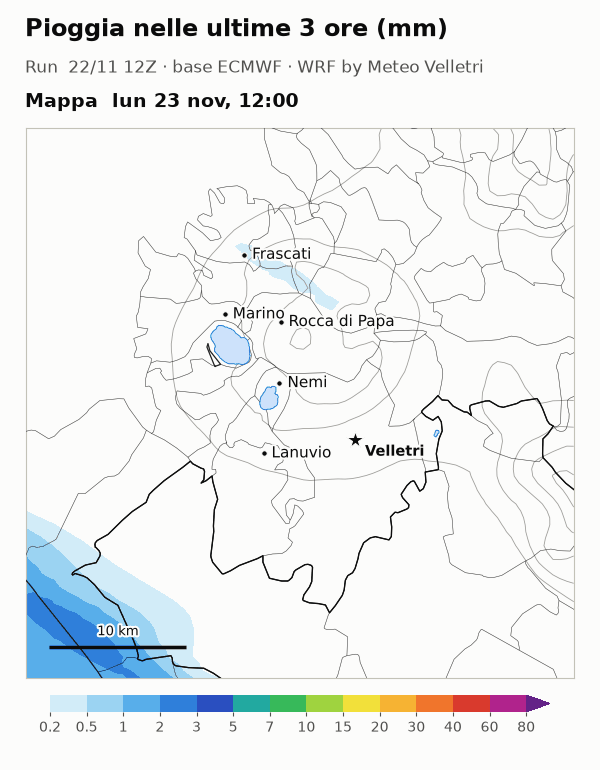 Pioggia nelle ultime 3 ore (mm)
Run  22/11 12Z · base ECMWF · WRF by Meteo Velletri
Mappa  lun 23 nov, 12:00
Frascati
Marino
Rocca di Papa
Nemi
Velletri
Lanuvio
10 km
0.2 0.5 1 2 3 5 7 10 15 20 30 40 60 80